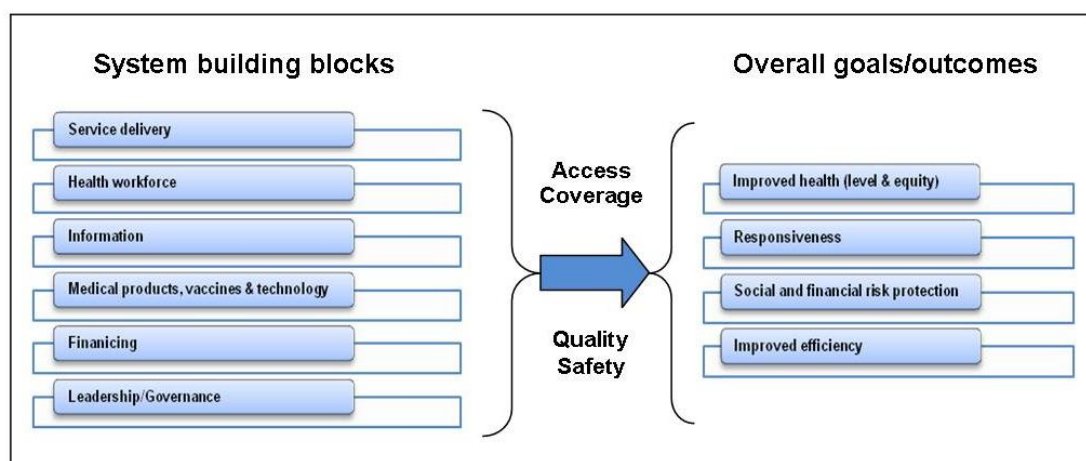 System building blocks
Service delivery
Health workforce
Information
Medical products, vaccines & technology
Finanicing
Leadership/Governance
Access
Coverage
Quality
Safety
Overall goals/outcomes
Improved health (level & equity)
Responsiveness
Social and financial risk protection
Improved efficiency